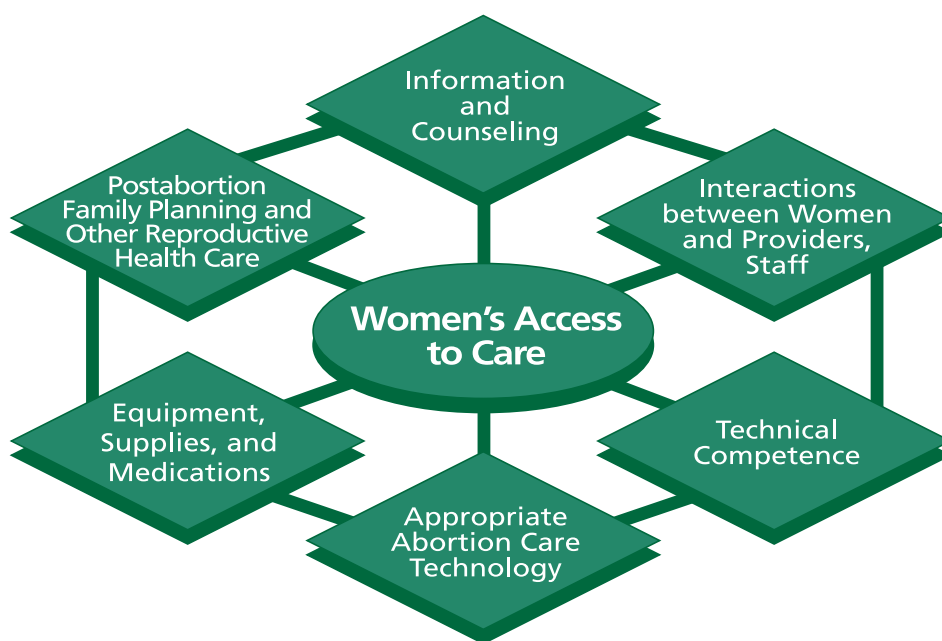 Information
and
Counseling
Postabortion
Family Planning and
Other Reproductive
Health Care
Interactions
between Women
and Providers,
Staff
Women's Access
to Care
Equipment,
Supplies, and
Medications
Technical
Competence
Appropriate
Abortion Care
Technology